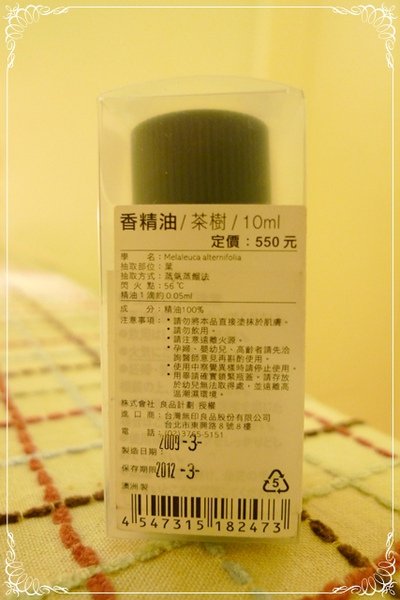 香精油/茶樹/10ml
定價：550元
學　　名：Melaleuca alternifolia
抽取部位：葉
抽取方式：蒸氣蒸餾法
閃 火 點：56℃
精油1滴約0.05ml
成　　分：精油100%
注意事項：•請勿將本品直接塗抹於肌膚。
•請勿飲用。
•請注意遠離火源。
•孕婦、嬰幼兒、高齡者請先洽
詢醫師意見再斟酌使用。
•使用中察覺異樣時請停止使用。
•用畢請確實鎖緊瓶蓋。請存放
於幼兒無法取得處，並遠離高
溫潮濕環境。
株式會社 良品計劃 授權
進 口 商：台灣無印良品股份有限公司
台北市東興路8號8樓
電　　話：(02)3765-5151
製造日期：2009-3-
保存期限：2012-3-
澳洲製
5
4 547315 182473